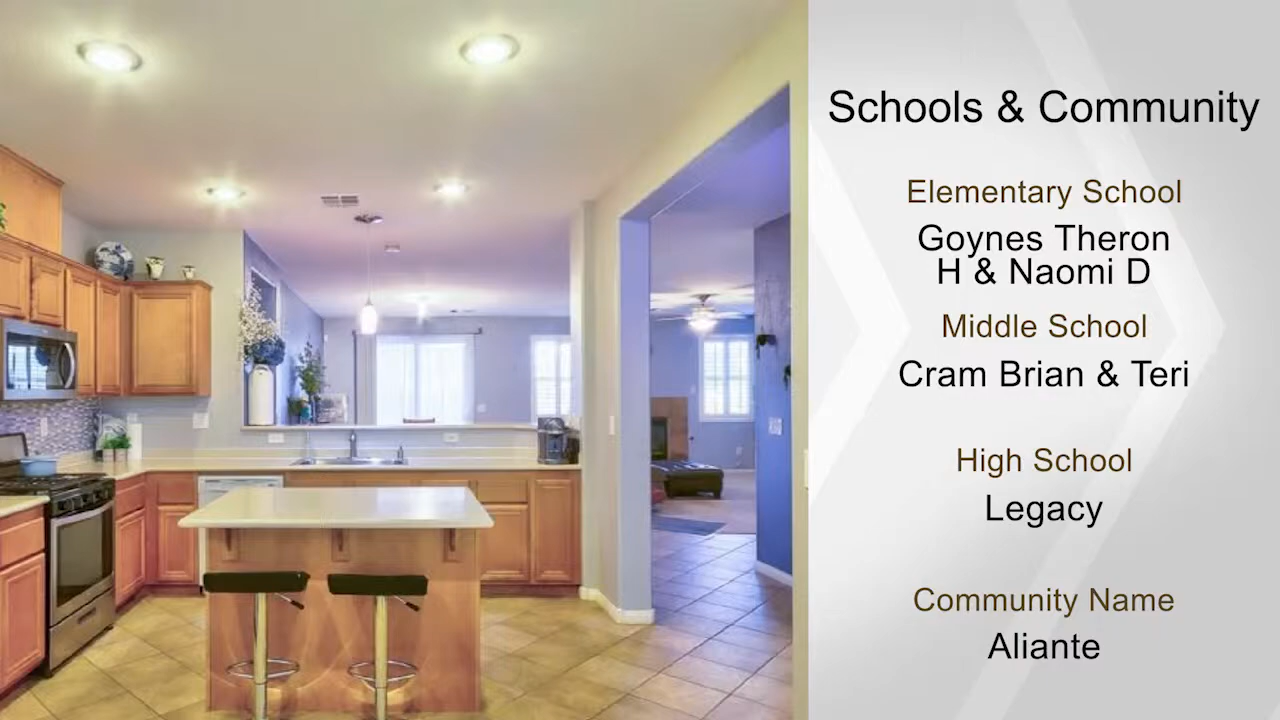 Schools & Community
Elementary School
Goynes Theron
H & Naomi D
Middle School
Cram Brian & Teri
High School
Legacy
Community Name
Aliante